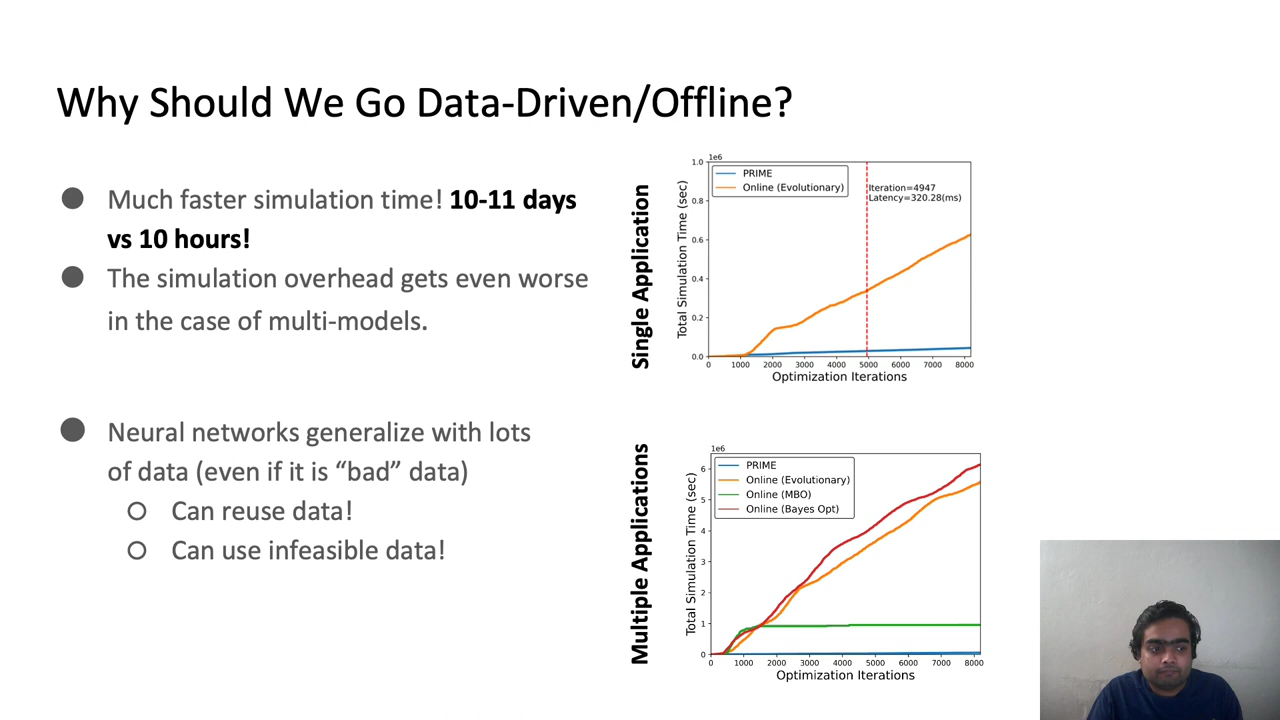 Why Should We Go Data-Driven/Offline?
● Much faster simulation time! 10-11 days
vs 10 hours!
● The simulation overhead gets even worse
in the case of multi-models.
● Neural networks generalize with lots
of data (even if it is “bad” data)
○ Can reuse data!
○ Can use infeasible data!
Single Application
Total Simulation Time (sec)
1e6
1.0
0.8
0.6
0.4
0.2
0.0
PRIME
Online (Evolutionary)
Iteration=4947
Latency=320.28(ms)
0 1000 2000 3000 4000 5000 6000 7000 8000
Optimization Iterations
Multiple Applications
Total Simulation Time (sec)
1e6
6
5
4
3
2
1
0
PRIME
Online (Evolutionary)
Online (MBO)
Online (Bayes Opt)
0 1000 2000 3000 4000 5000 6000 7000 8000
Optimization Iterations